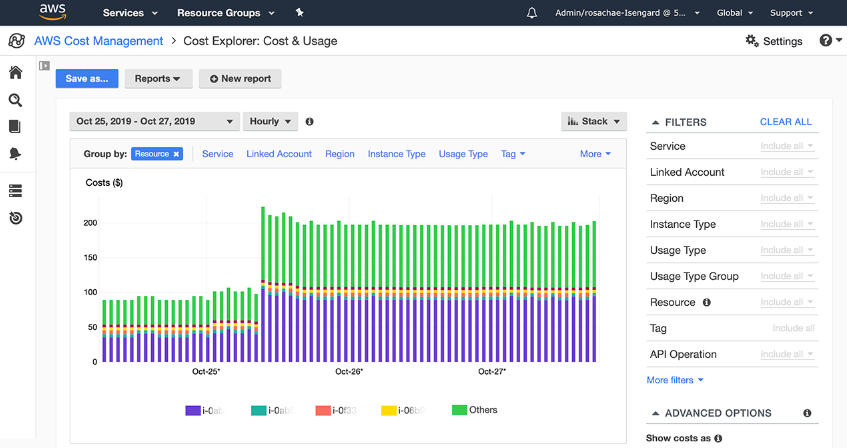 aws Services Resource Groups Admin/rosachae-Isengard @ 5... Global Support
AWS Cost Management > Cost Explorer: Cost & Usage Settings
Save as... Reports New report
Oct 25, 2019 - Oct 27, 2019 Hourly Stack
Group by: Resource × Service Linked Account Region Instance Type Usage Type Tag More
Costs ($)
200
150
100
50
0
Oct-25* Oct-26* Oct-27*
i-0a i-0ab i-0f33 i-06b Others
FILTERS CLEAR ALL
Service Include all
Linked Account Include all
Region Include all
Instance Type Include all
Usage Type Include all
Usage Type Group Include all
Resource Include all
Tag Include all
API Operation Include all
More filters
ADVANCED OPTIONS
Show costs as